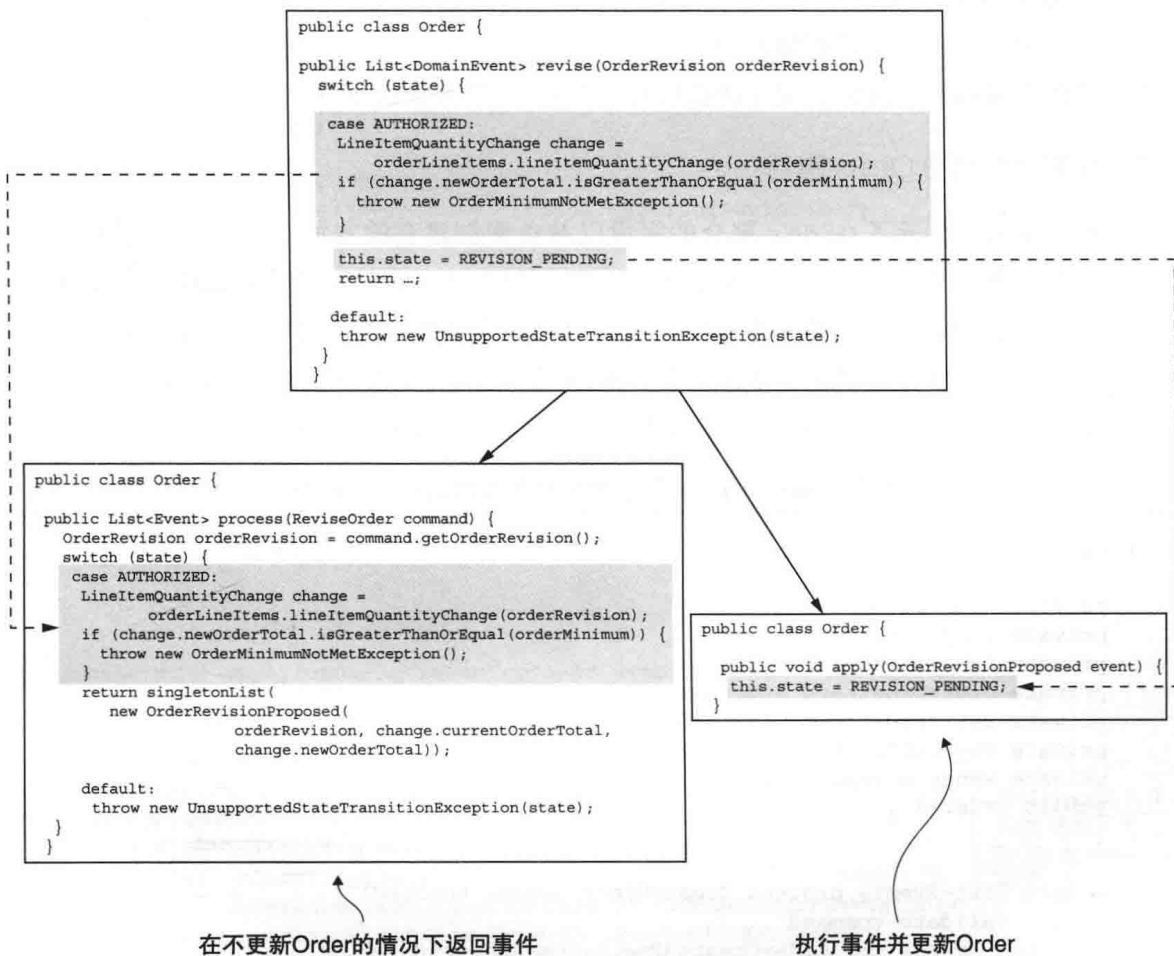 public class Order {
public List<DomainEvent> revise(OrderRevision orderRevision) {
switch (state) {
case AUTHORIZED:
LineItemQuantityChange change =
orderLineItems.lineItemQuantityChange(orderRevision);
if (change.newOrderTotal.isGreaterThanOrEqual(orderMinimum)) {
throw new OrderMinimumNotMetException();
}
this.state = REVISION_PENDING;
return …;
default:
throw new UnsupportedStateTransitionException(state);
}
}
public class Order {
public List<Event> process(ReviseOrder command) {
OrderRevision orderRevision = command.getOrderRevision();
switch (state) {
case AUTHORIZED:
LineItemQuantityChange change =
orderLineItems.lineItemQuantityChange(orderRevision);
if (change.newOrderTotal.isGreaterThanOrEqual(orderMinimum)) {
throw new OrderMinimumNotMetException();
}
return singletonList(
new OrderRevisionProposed(
orderRevision, change.currentOrderTotal,
change.newOrderTotal));
default:
throw new UnsupportedStateTransitionException(state);
}
}
public class Order {
public void apply(OrderRevisionProposed event) {
this.state = REVISION_PENDING;
}
在不更新Order的情况下返回事件
执行事件并更新Order